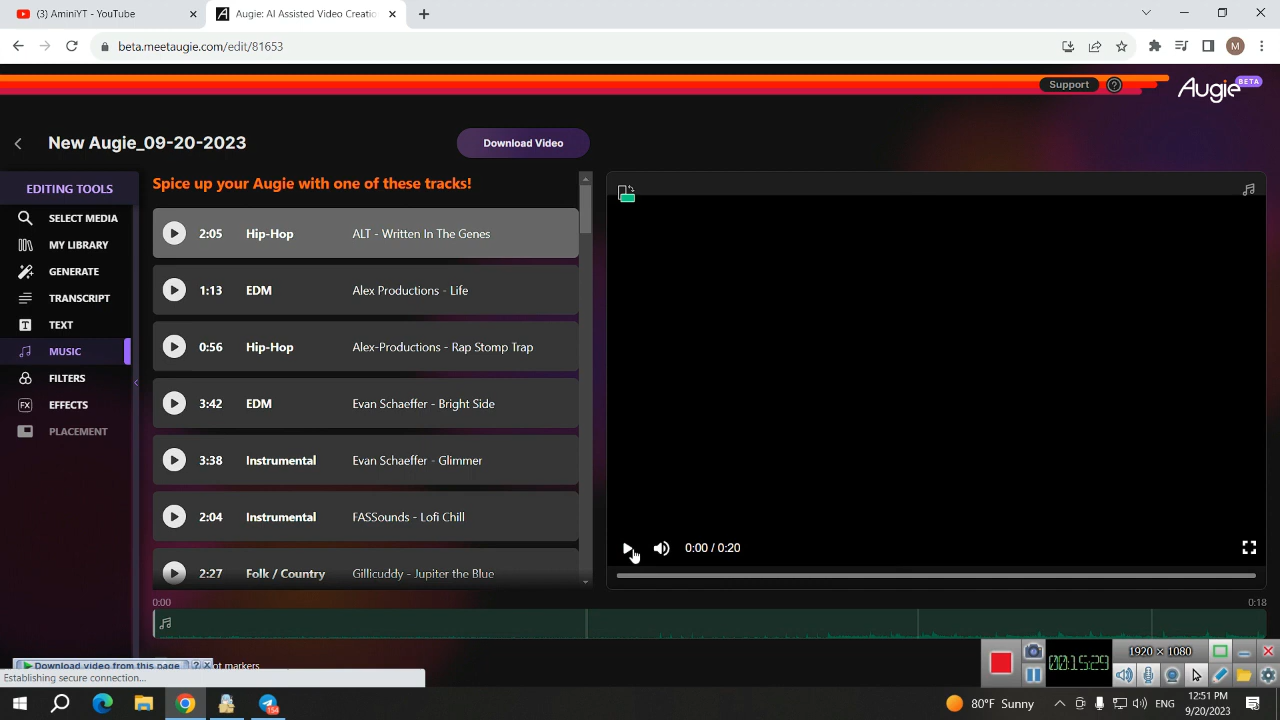 (3) AminiYT - YouTube
Augie: AI Assisted Video Creatio
beta.meetaugie.com/edit/81653
M
Support
Augie BETA
New Augie_09-20-2023
Download Video
EDITING TOOLS
SELECT MEDIA
MY LIBRARY
GENERATE
TRANSCRIPT
T TEXT
MUSIC
FILTERS
FX EFFECTS
PLACEMENT
Spice up your Augie with one of these tracks!
2:05 Hip-Hop ALT - Written In The Genes
1:13 EDM Alex Productions - Life
0:56 Hip-Hop Alex-Productions - Rap Stomp Trap
3:42 EDM Evan Schaeffer - Bright Side
3:38 Instrumental Evan Schaeffer - Glimmer
2:04 Instrumental FASSounds - Lofi Chill
2:27 Folk / Country Gillicuddy - Jupiter the Blue
0:00 / 0:20
0:00
0:18
Download video from this page ? x
markers
Establishing secure connection...
00:15:29
1920 × 1080
154
80°F Sunny
ENG
12:51 PM
9/20/2023